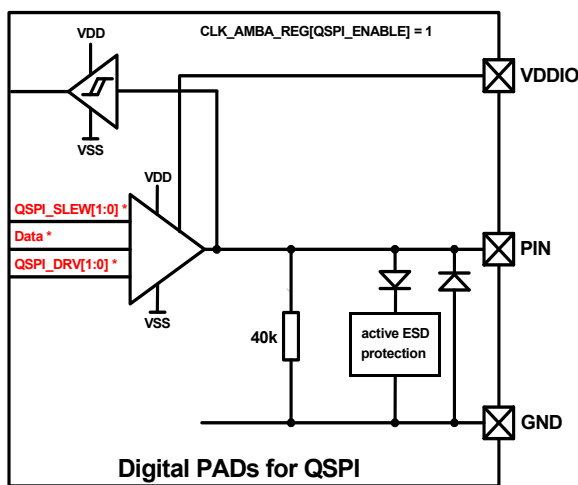 CLK_AMBA_REG[QSPI_ENABLE] = 1
VDD
VDDIO
VSS
VDD
QSPI_SLEW[1:0] *
Data *
PIN
QSPI_DRV[1:0] *
VSS
40k
active ESD
protection
GND
Digital PADs for QSPI